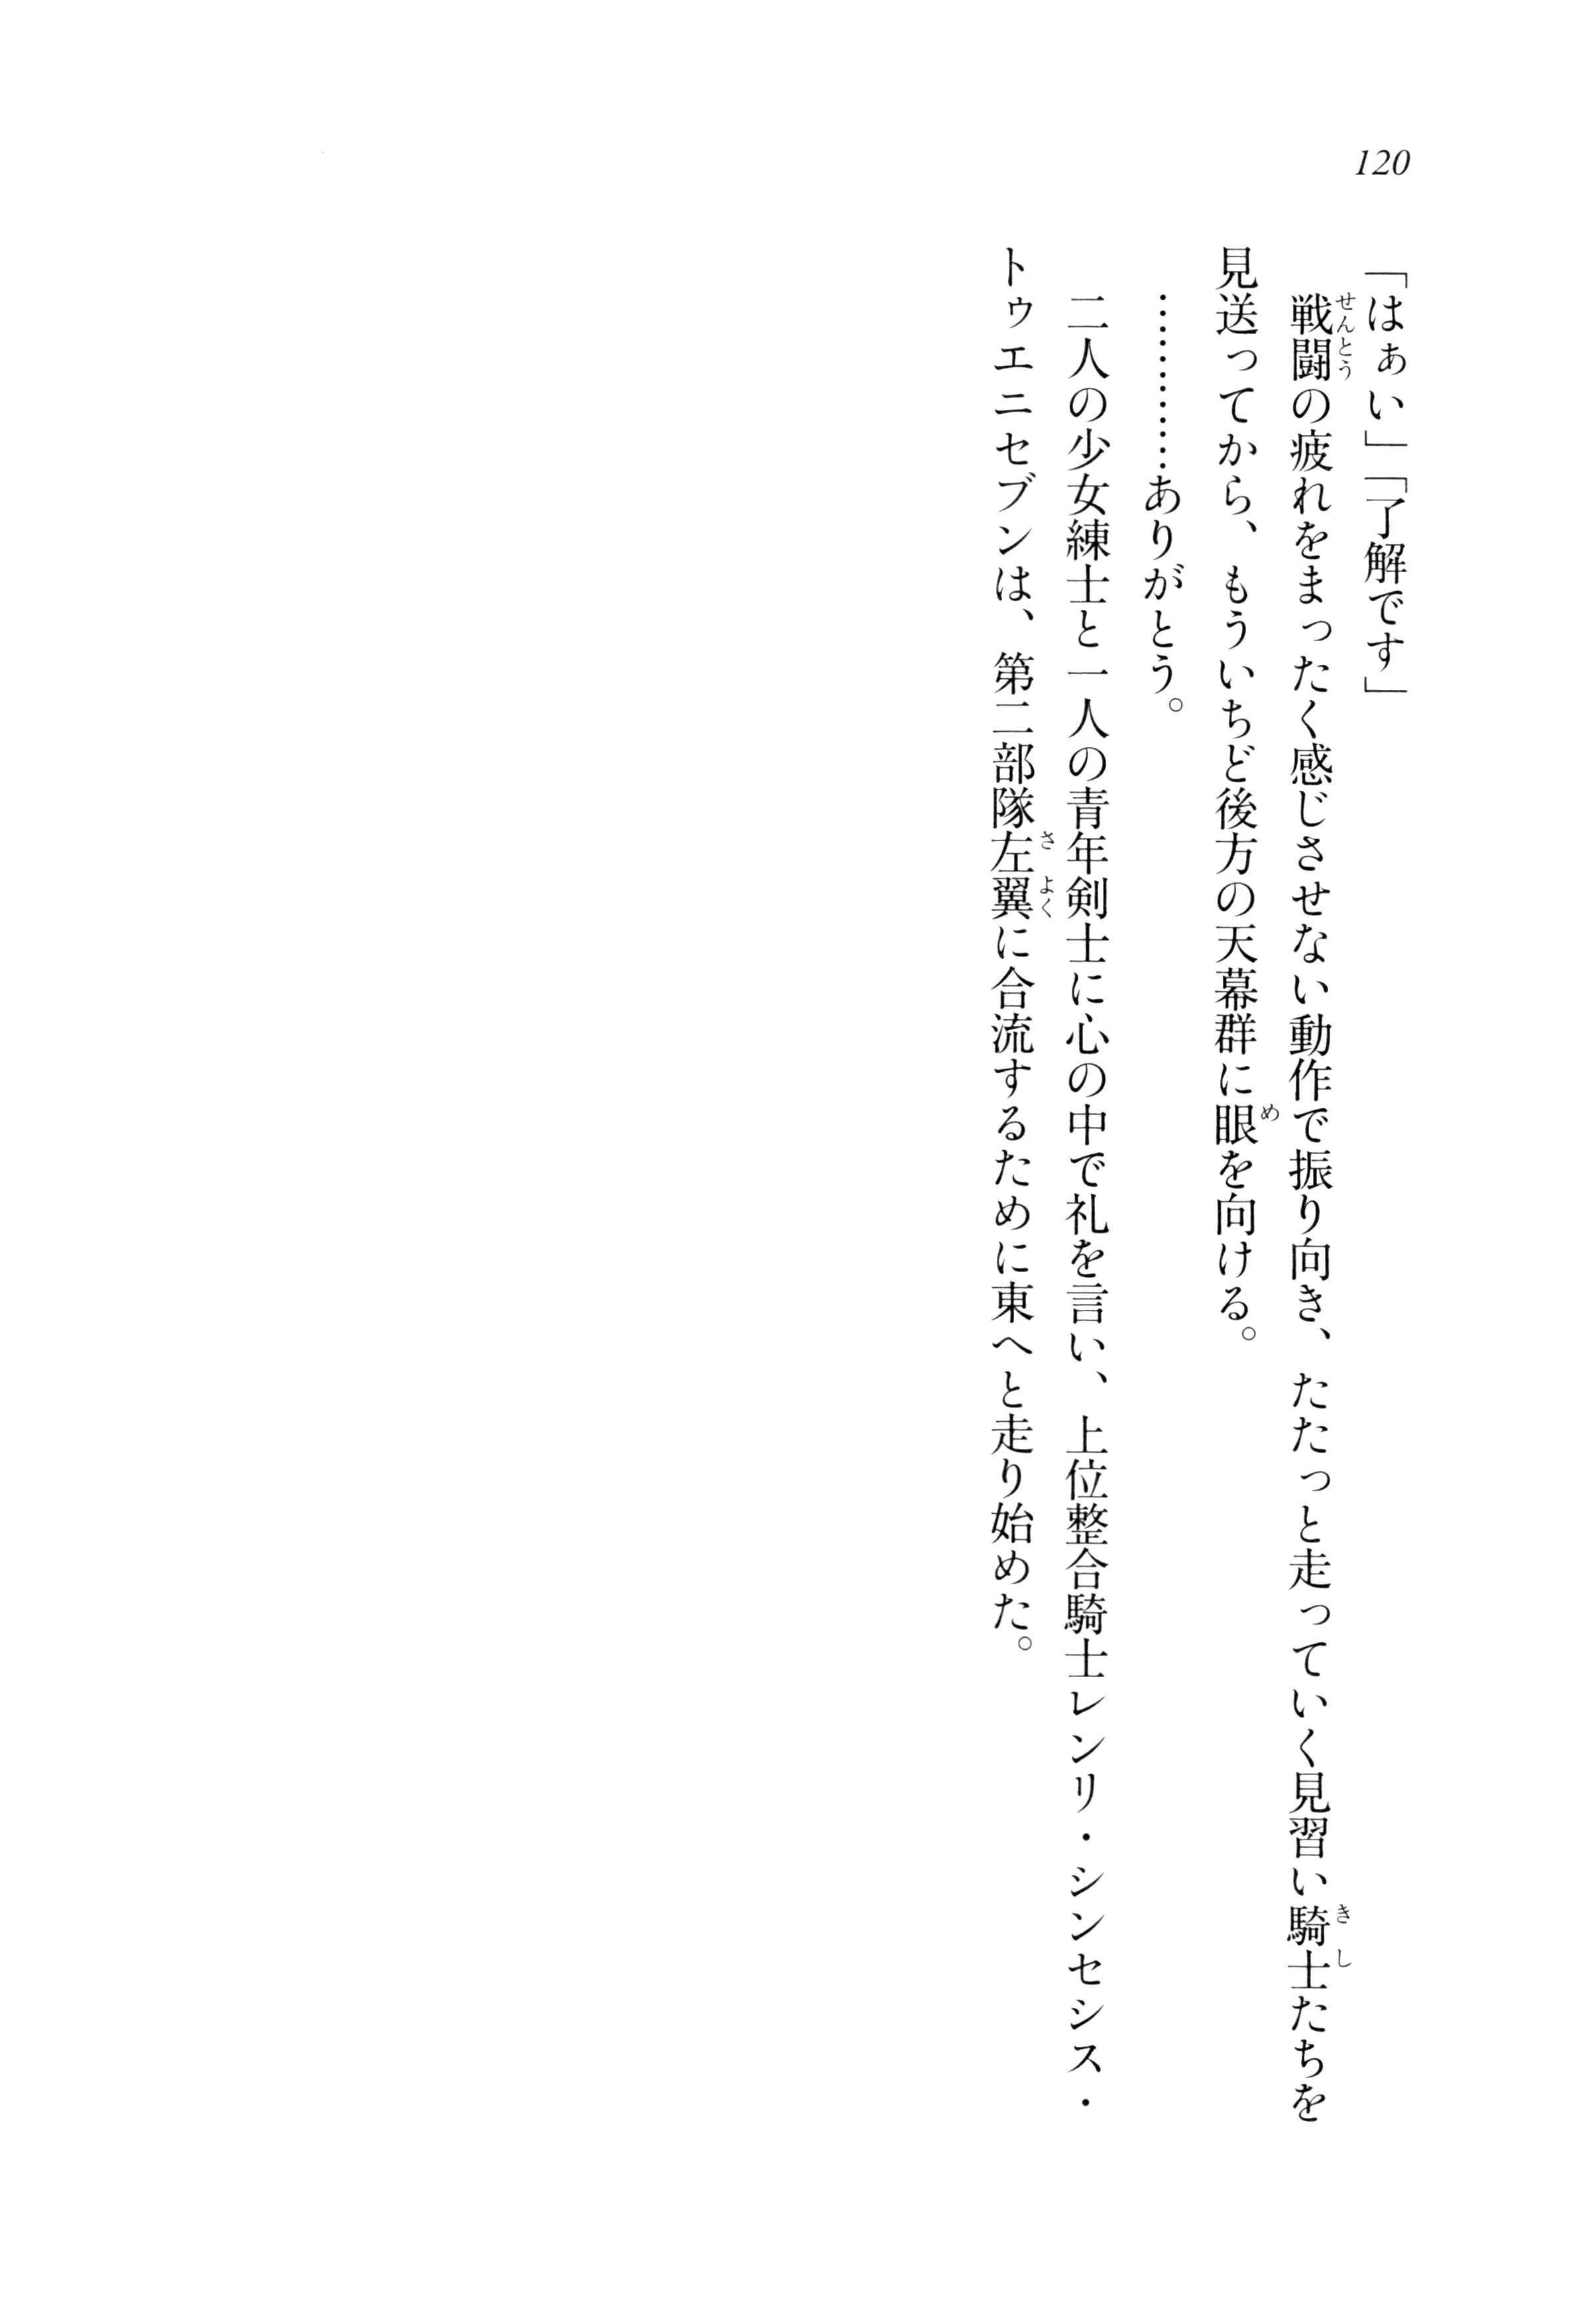 120
「はぁい」「了解です」
戦闘の疲れをまったく感じさせない動作で振り向き、たたっと走っていく見習い騎士たちを
見送ってから、もういちど後方の天幕群に眼を向ける。
…………ありがとう。
二人の少女練士と一人の青年剣士に心の中で礼を言い、上位整合騎士レンリ・シンセシス・
トゥエニセブンは、第二部隊左翼に合流するために東へと走り始めた。